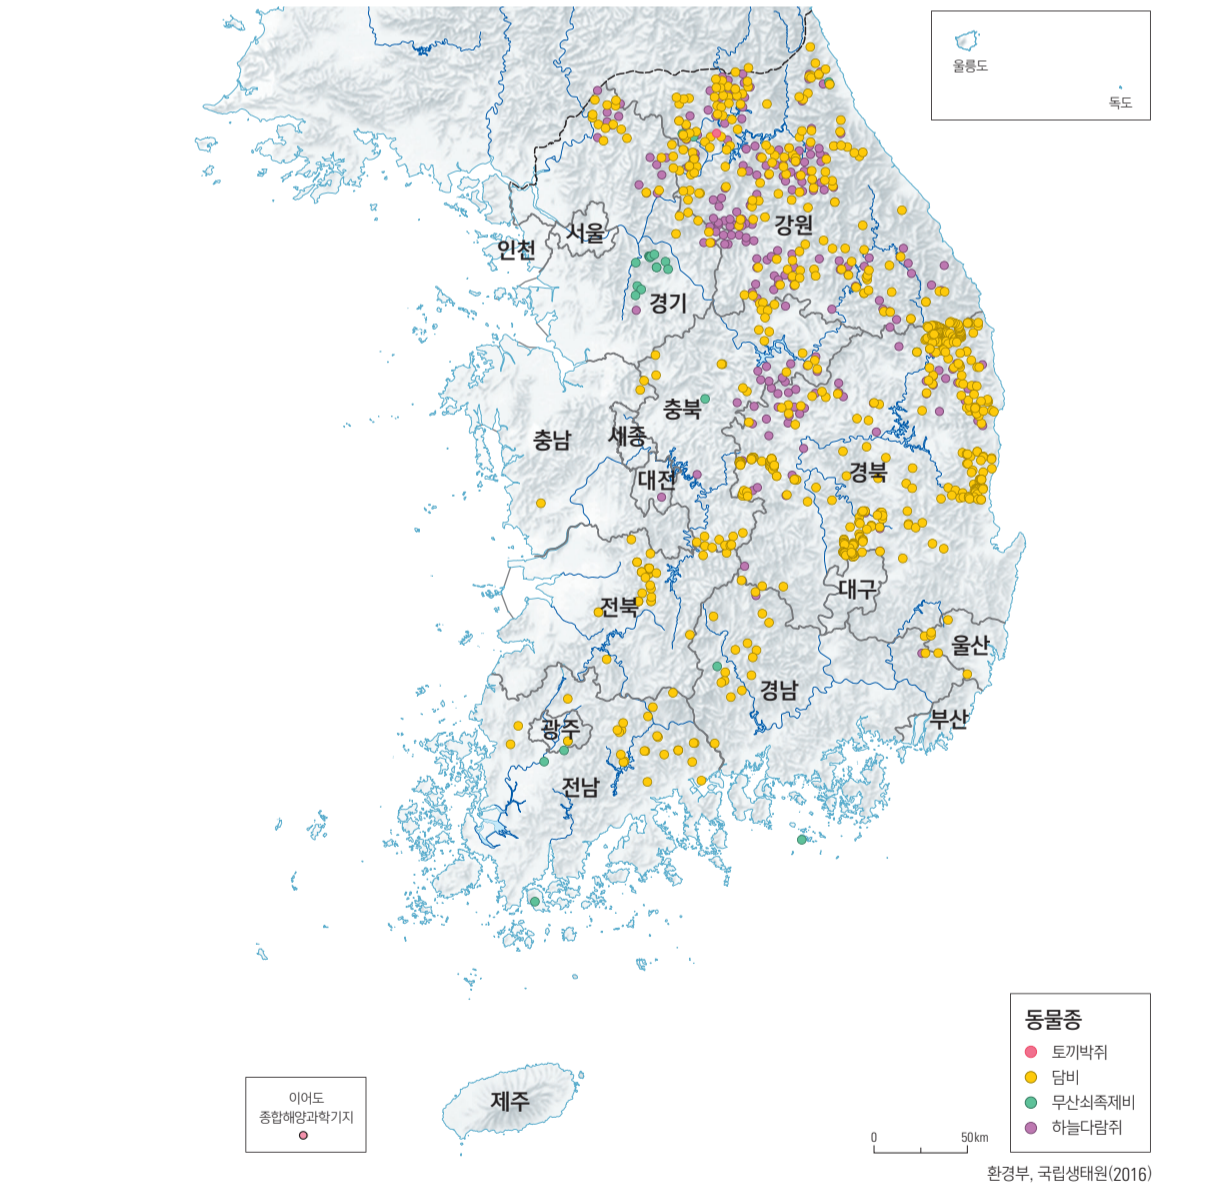 울릉도
독도
강원
서울
인천
경기
충북
세종
충남
경북
대전
대구
전북
울산
경남
부산
광주
전남
제주
이어도
종합해양과학기지
동물종
토끼박쥐
담비
무산쇠족제비
하늘다람쥐
0 50km
환경부, 국립생태원(2016)